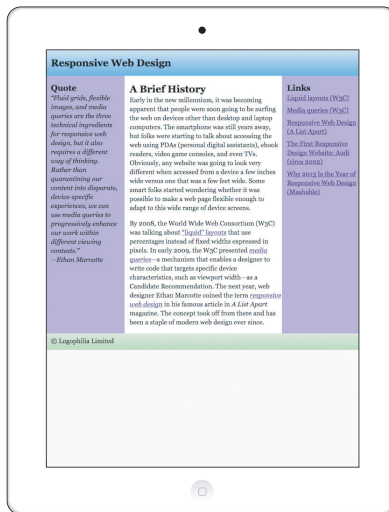 Responsive Web Design
Quote
"Fluid grids, flexible
images, and media
queries are the three
technical ingredients
for responsive web
design, but it also
requires a different
way of thinking.
Rather than
quarantining our
content into disparate,
device-specific
experiences, we can
use media queries to
progressively enhance
our work within
different viewing
contexts."
—Ethan Marcotte
A Brief History
Early in the new millennium, it was becoming
apparent that people were soon going to be surfing
the web on devices other than desktop and laptop
computers. The smartphone was still years away,
but folks were starting to talk about accessing the
web using PDAs (personal digital assistants), ebook
readers, video game consoles, and even TVs.
Obviously, any website was going to look very
different when accessed from a device a few inches
wide versus one that was a few feet wide. Some
smart folks started wondering whether it was
possible to make a web page flexible enough to
adapt to this wide range of device screens.
By 2008, the World Wide Web Consortium (W3C)
was talking about "liquid" layouts that use
percentages instead of fixed widths expressed in
pixels. In early 2009, the W3C presented media
queries—a mechanism that enables a designer to
write code that targets specific device
characteristics, such as viewport width—as a
Candidate Recommendation. The next year, web
designer Ethan Marcotte coined the term responsive
web design in his famous article in A List Apart
magazine. The concept took off from there and has
been a staple of modern web design ever since.
Links
Liquid layouts (W3C)
Media queries (W3C)
Responsive Web Design
(A List Apart)
The First Responsive
Design Website: Audi
(circa 2002)
Why 2013 Is the Year of
Responsive Web Design
(Mashable)
© Logophilia Limited